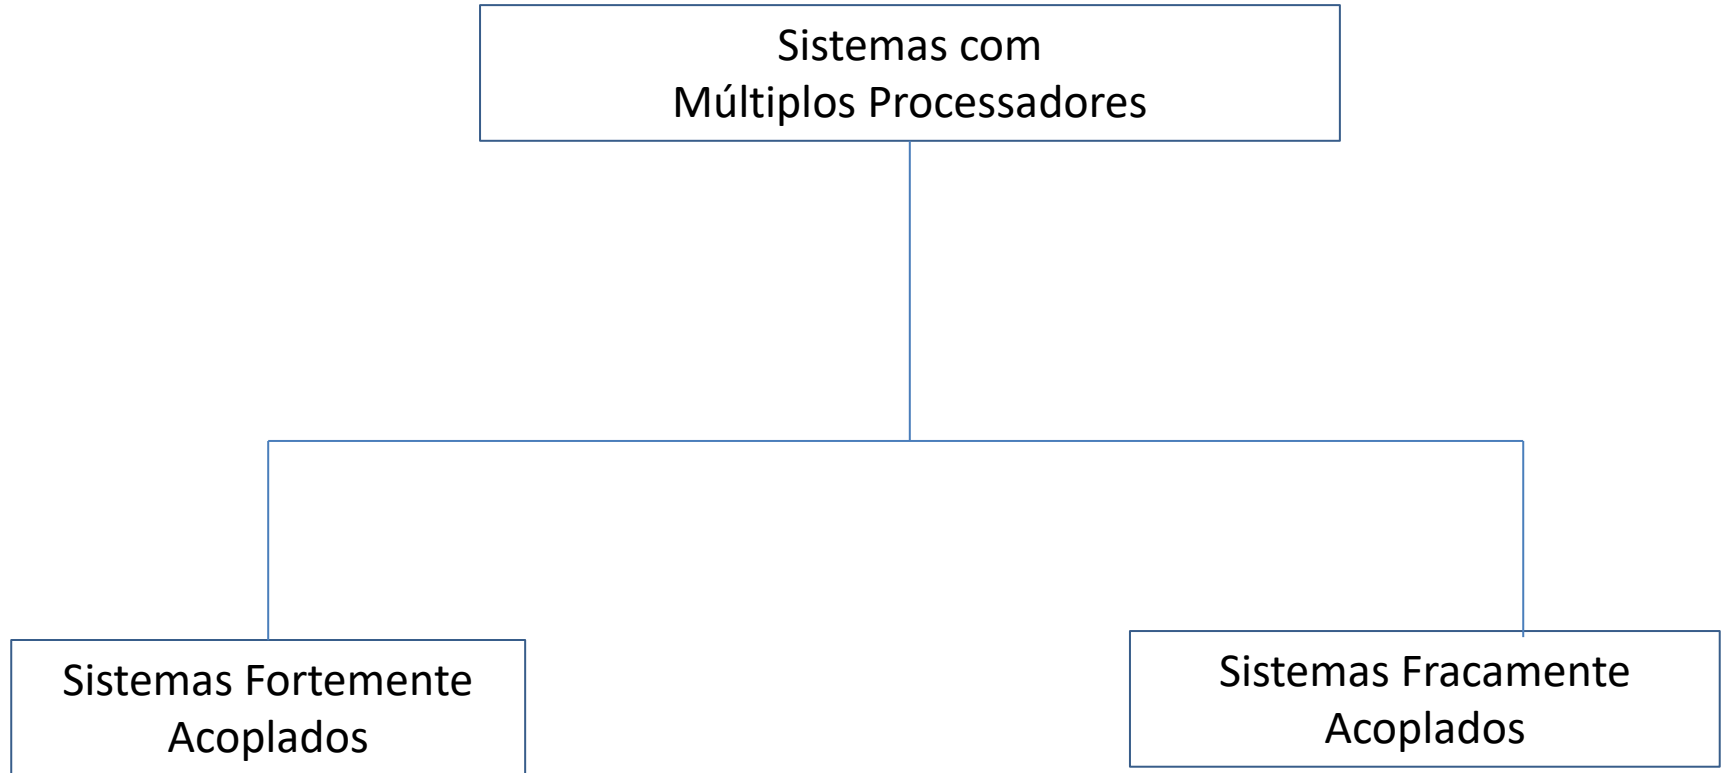 Sistemas com
Múltiplos Processadores
Sistemas Fortemente
Acoplados
Sistemas Fracamente
Acoplados